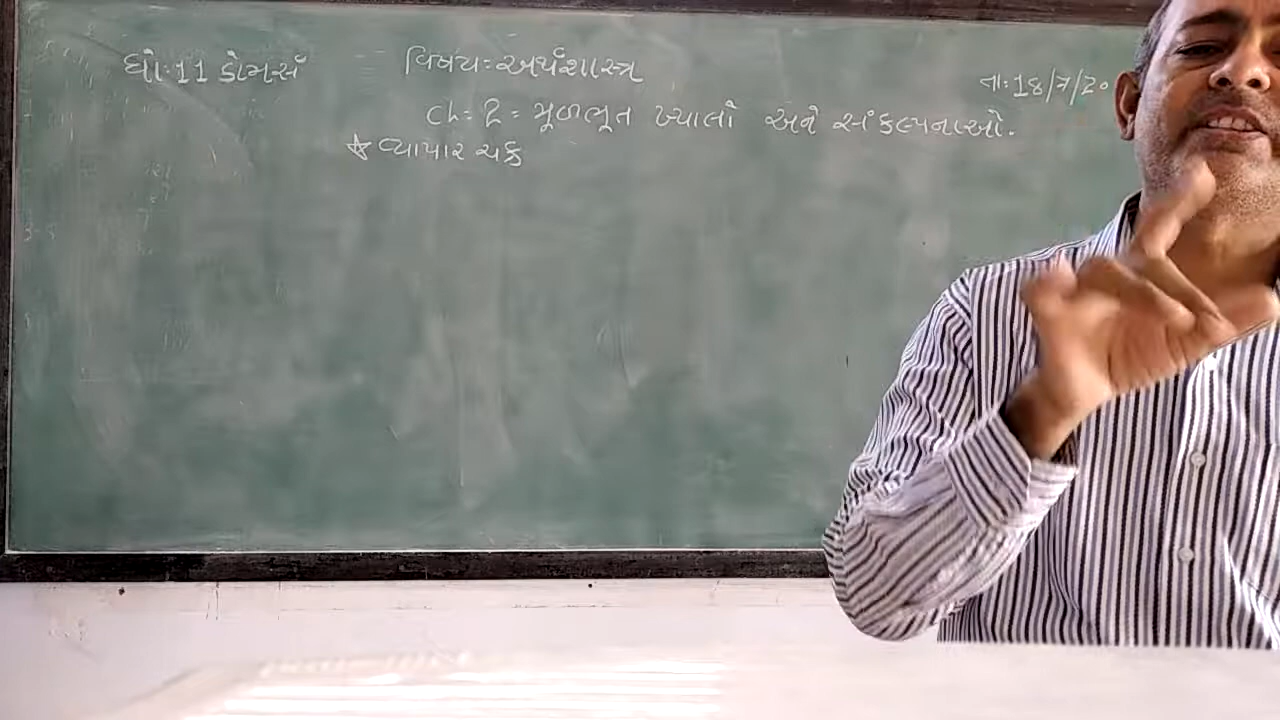 ધો:11 કોમર્સ વિષય:-અર્થશાસ્ત્ર તા:18/7/20
ch:- 2 = મૂળભૂત ખ્યાલો અને સંકલ્પનાઓ.
☆ વ્યાપાર ચક્ર